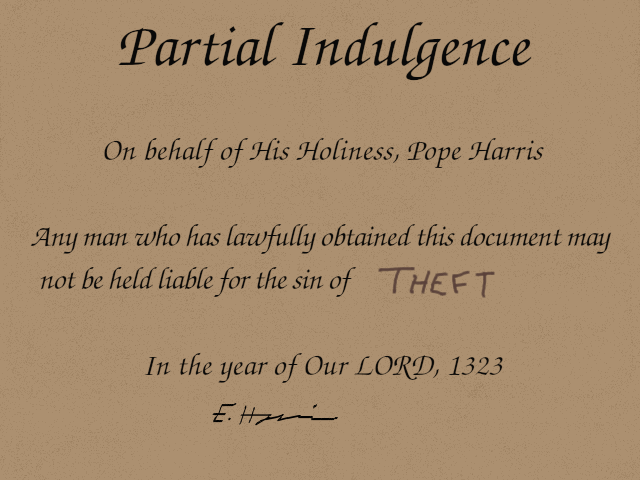 Partial Indulgence
On behalf of His Holiness, Pope Harris
Any man who has lawfully obtained this document may
not be held liable for the sin of THEFT
In the year of Our LORD, 1323